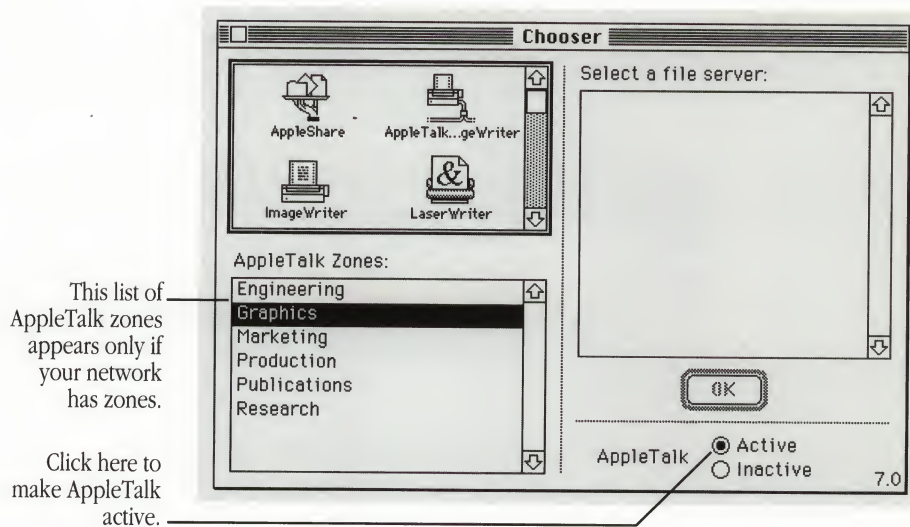 Chooser
AppleShare
AppleTalk...geWriter
ImageWriter
LaserWriter
Select a file server:
AppleTalk Zones:
Engineering
Graphics
Marketing
Production
Publications
Research
OK
AppleTalk
Active
Inactive
7.0
This list of
AppleTalk zones
appears only if
your network
has zones.
Click here to
make AppleTalk
active.